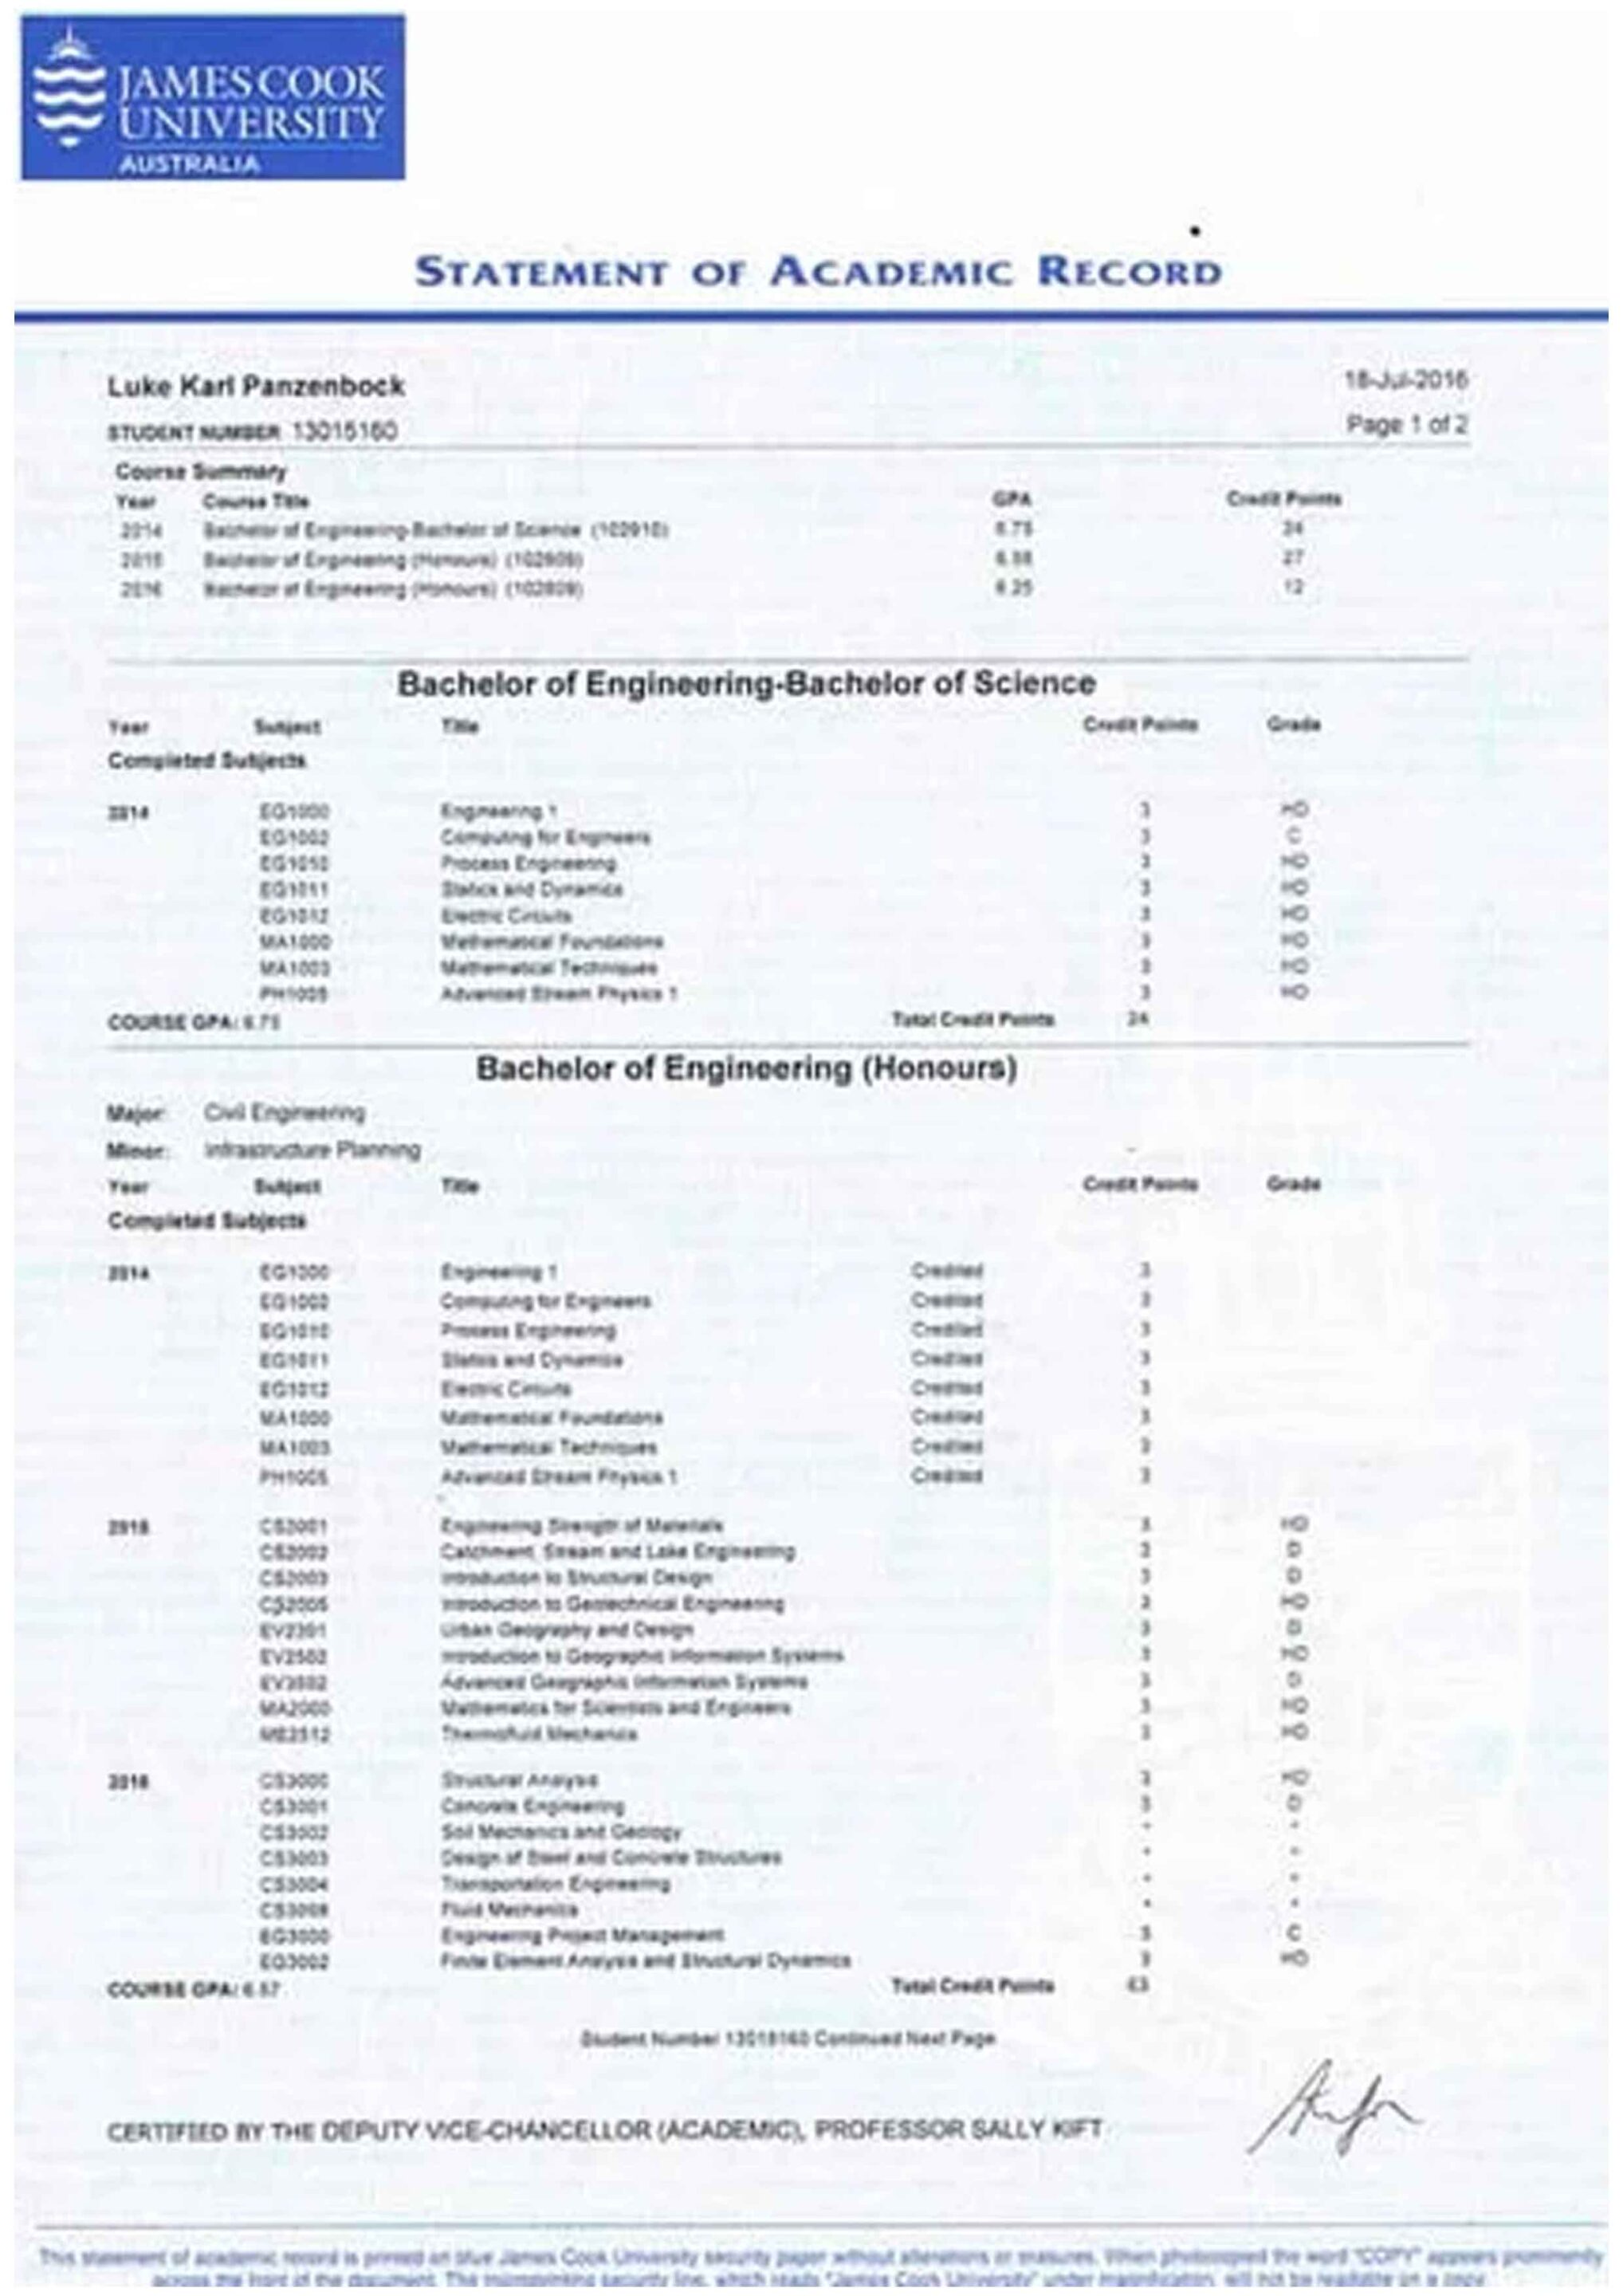 JAMES COOK
UNIVERSITY
AUSTRALIA
STATEMENT OF ACADEMIC RECORD
Luke Karl Panzenbock 18-Jul-2016
STUDENT NUMBER 13015160 Page 1 of 2
Course Summary
Year Course Title GPA Credit Points
2014 Bachelor of Engineering-Bachelor of Science (102910) 6.75 24
2015 Bachelor of Engineering (Honours) 27
2016 Bachelor of Engineering (Honours) 6.25 12
Bachelor of Engineering-Bachelor of Science
Year Subject Title Credit Points Grade
Completed Subjects
2014 EG1000 Engineering 1 3 HD
EG1002 Computing for Engineers 3 C
EG1010 Process Engineering 3 HD
EG1011 Statics and Dynamics 3 HD
EG1012 Electric Circuits 3 HD
MA1000 Mathematical Foundations 3 HD
MA1003 Mathematical Techniques 3 HD
PH1005 Advanced Stream Physics 1 3 HD
COURSE GPA: 6.75 Total Credit Points 24
Bachelor of Engineering (Honours)
Major: Civil Engineering
Minor: Infrastructure Planning
Year Subject Title Credit Points Grade
Completed Subjects
2014 EG1000 Engineering 1 Credited 3
EG1002 Computing for Engineers Credited 3
EG1010 Process Engineering Credited 3
EG1011 Statics and Dynamics Credited 3
EG1012 Electric Circuits Credited 3
MA1000 Mathematical Foundations Credited 3
MA1003 Mathematical Techniques Credited 3
PH1005 Advanced Stream Physics 1 Credited 3
2015 CS2001 Engineering Strength of Materials 3 HD
CS2002 Catchment, Stream and Lake Engineering 3 D
CS2003 Introduction to Structural Design 3 D
CS2005 Introduction to Geotechnical Engineering 3 HD
Urban Geography and Design 3 D
EV2502 Introduction to Geographic Information Systems 3 HD
EV3502 Advanced Geographic Information Systems 3 D
MA2000 Mathematics for Scientists and Engineers 3 HD
ME2512 Thermofluid Mechanics 3 HD
2016 CS3000 Structural Analysis 3 HD
CS3001 Concrete Engineering 3 D
CS3002 Soil Mechanics and Geology * *
CS3003 Design of Steel and Concrete Structures * *
CS3004 Transportation Engineering * *
CS3008 Fluid Mechanics * *
EG3000 Engineering Project Management 3 C
EG3002 Finite Element Analysis and Structural Dynamics 3 HD
COURSE GPA: 6.57 Total Credit Points 63
Student Number 13015160 Continued Next Page
CERTIFIED BY THE DEPUTY VICE-CHANCELLOR (ACADEMIC), PROFESSOR SALLY KIFT
This statement of academic record is printed on blue James Cook University security paper without alterations or erasures. When photocopied the word "COPY" appears prominently
across the front of the document. The microprinting security line, which reads "James Cook University" under magnification, will not be readable on a copy.